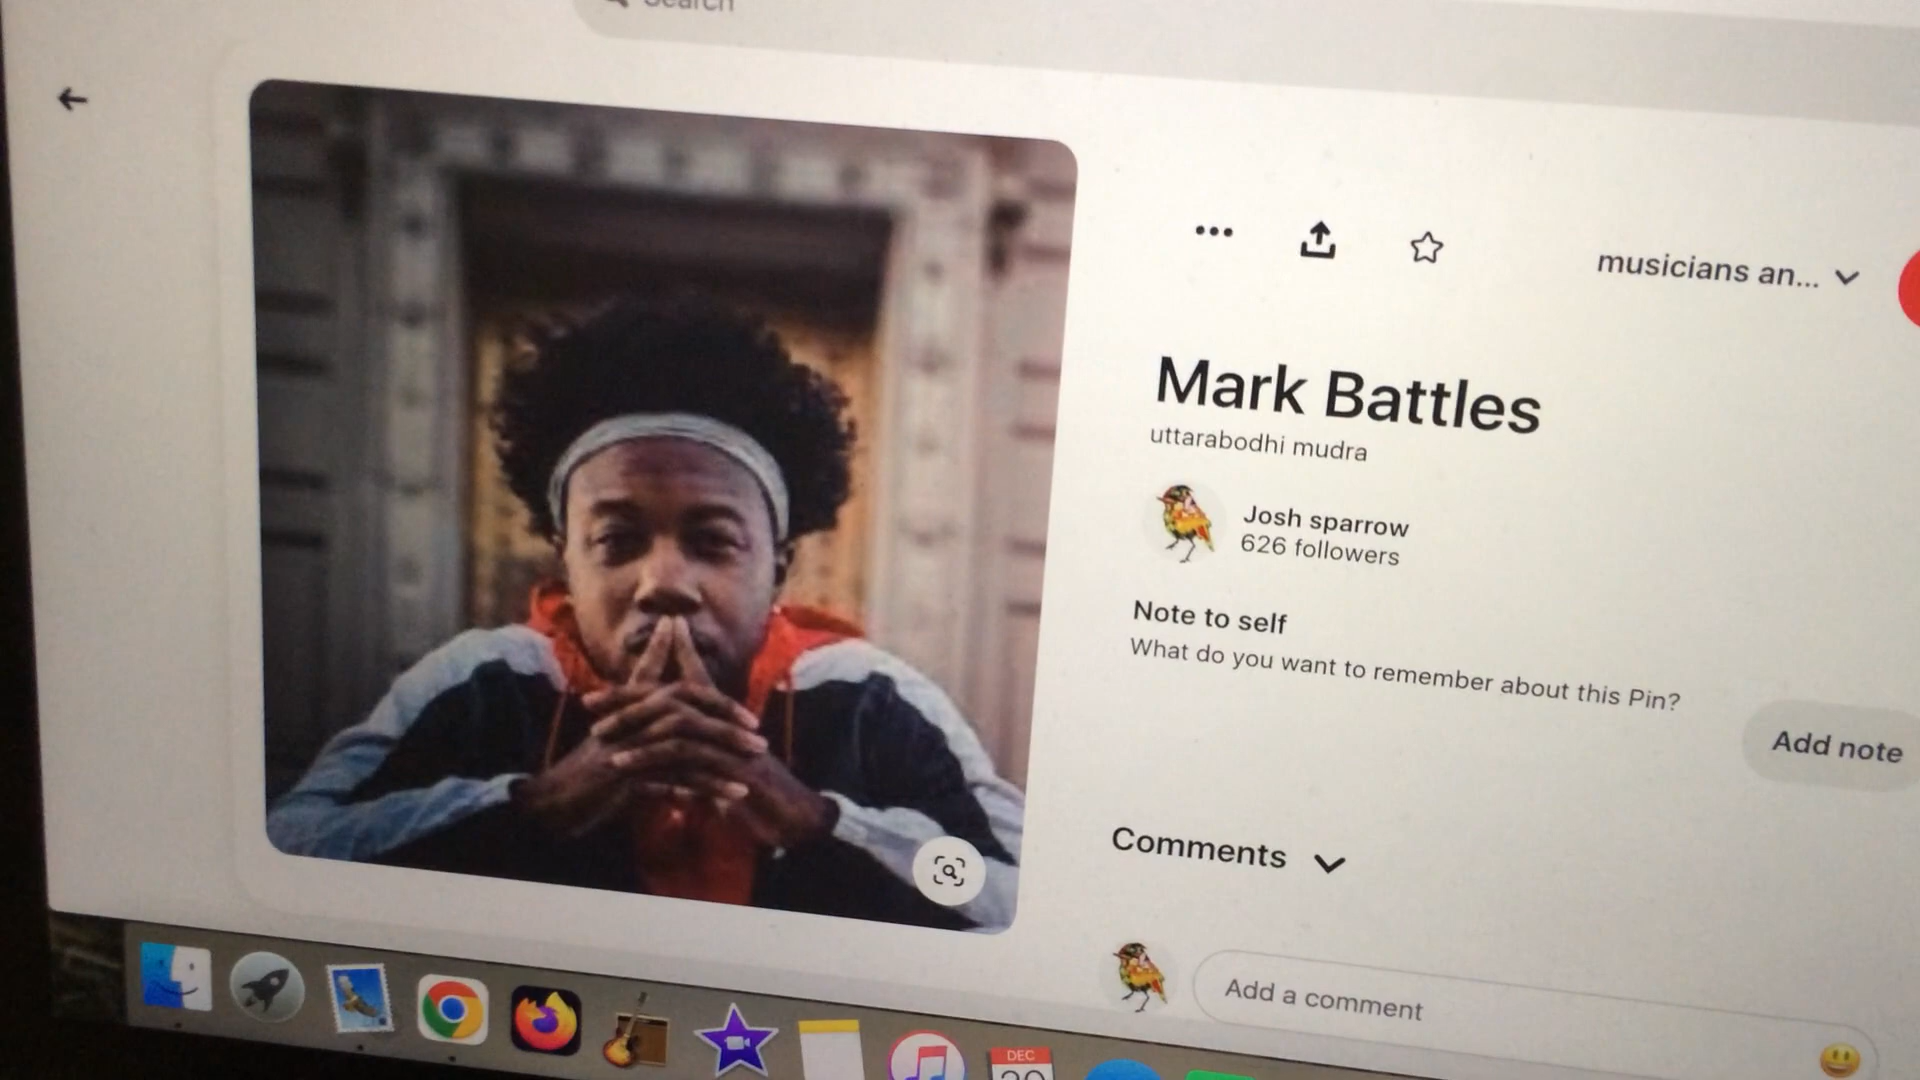 Search
musicians an...
Mark Battles
uttarabodhi mudra
Josh sparrow
626 followers
Note to self
What do you want to remember about this Pin?
Add note
Comments
Add a comment
DEC